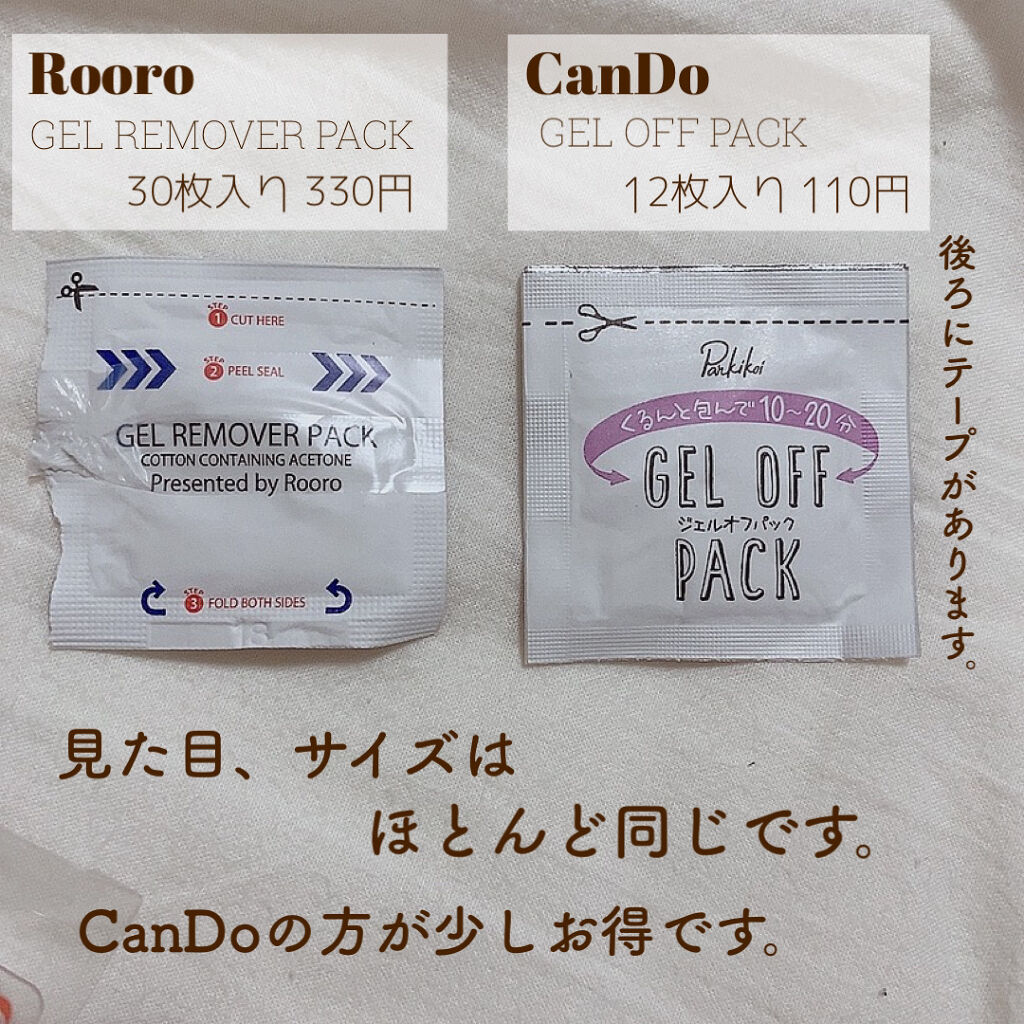 Rooro
GEL REMOVER PACK
30枚入り 330円
CanDo
GEL OFF PACK
12枚入り 110円
後ろにテープがあります。
STEP 1 CUT HERE
STEP 2 PEEL SEAL
GEL REMOVER PACK
COTTON CONTAINING ACETONE
Presented by Rooro
STEP 3 FOLD BOTH SIDES
Parkikoi
くるんと包んで10~20分
GEL OFF
ジェルオフパック
PACK
見た目、サイズは
ほとんど同じです。
CanDoの方が少しお得です。